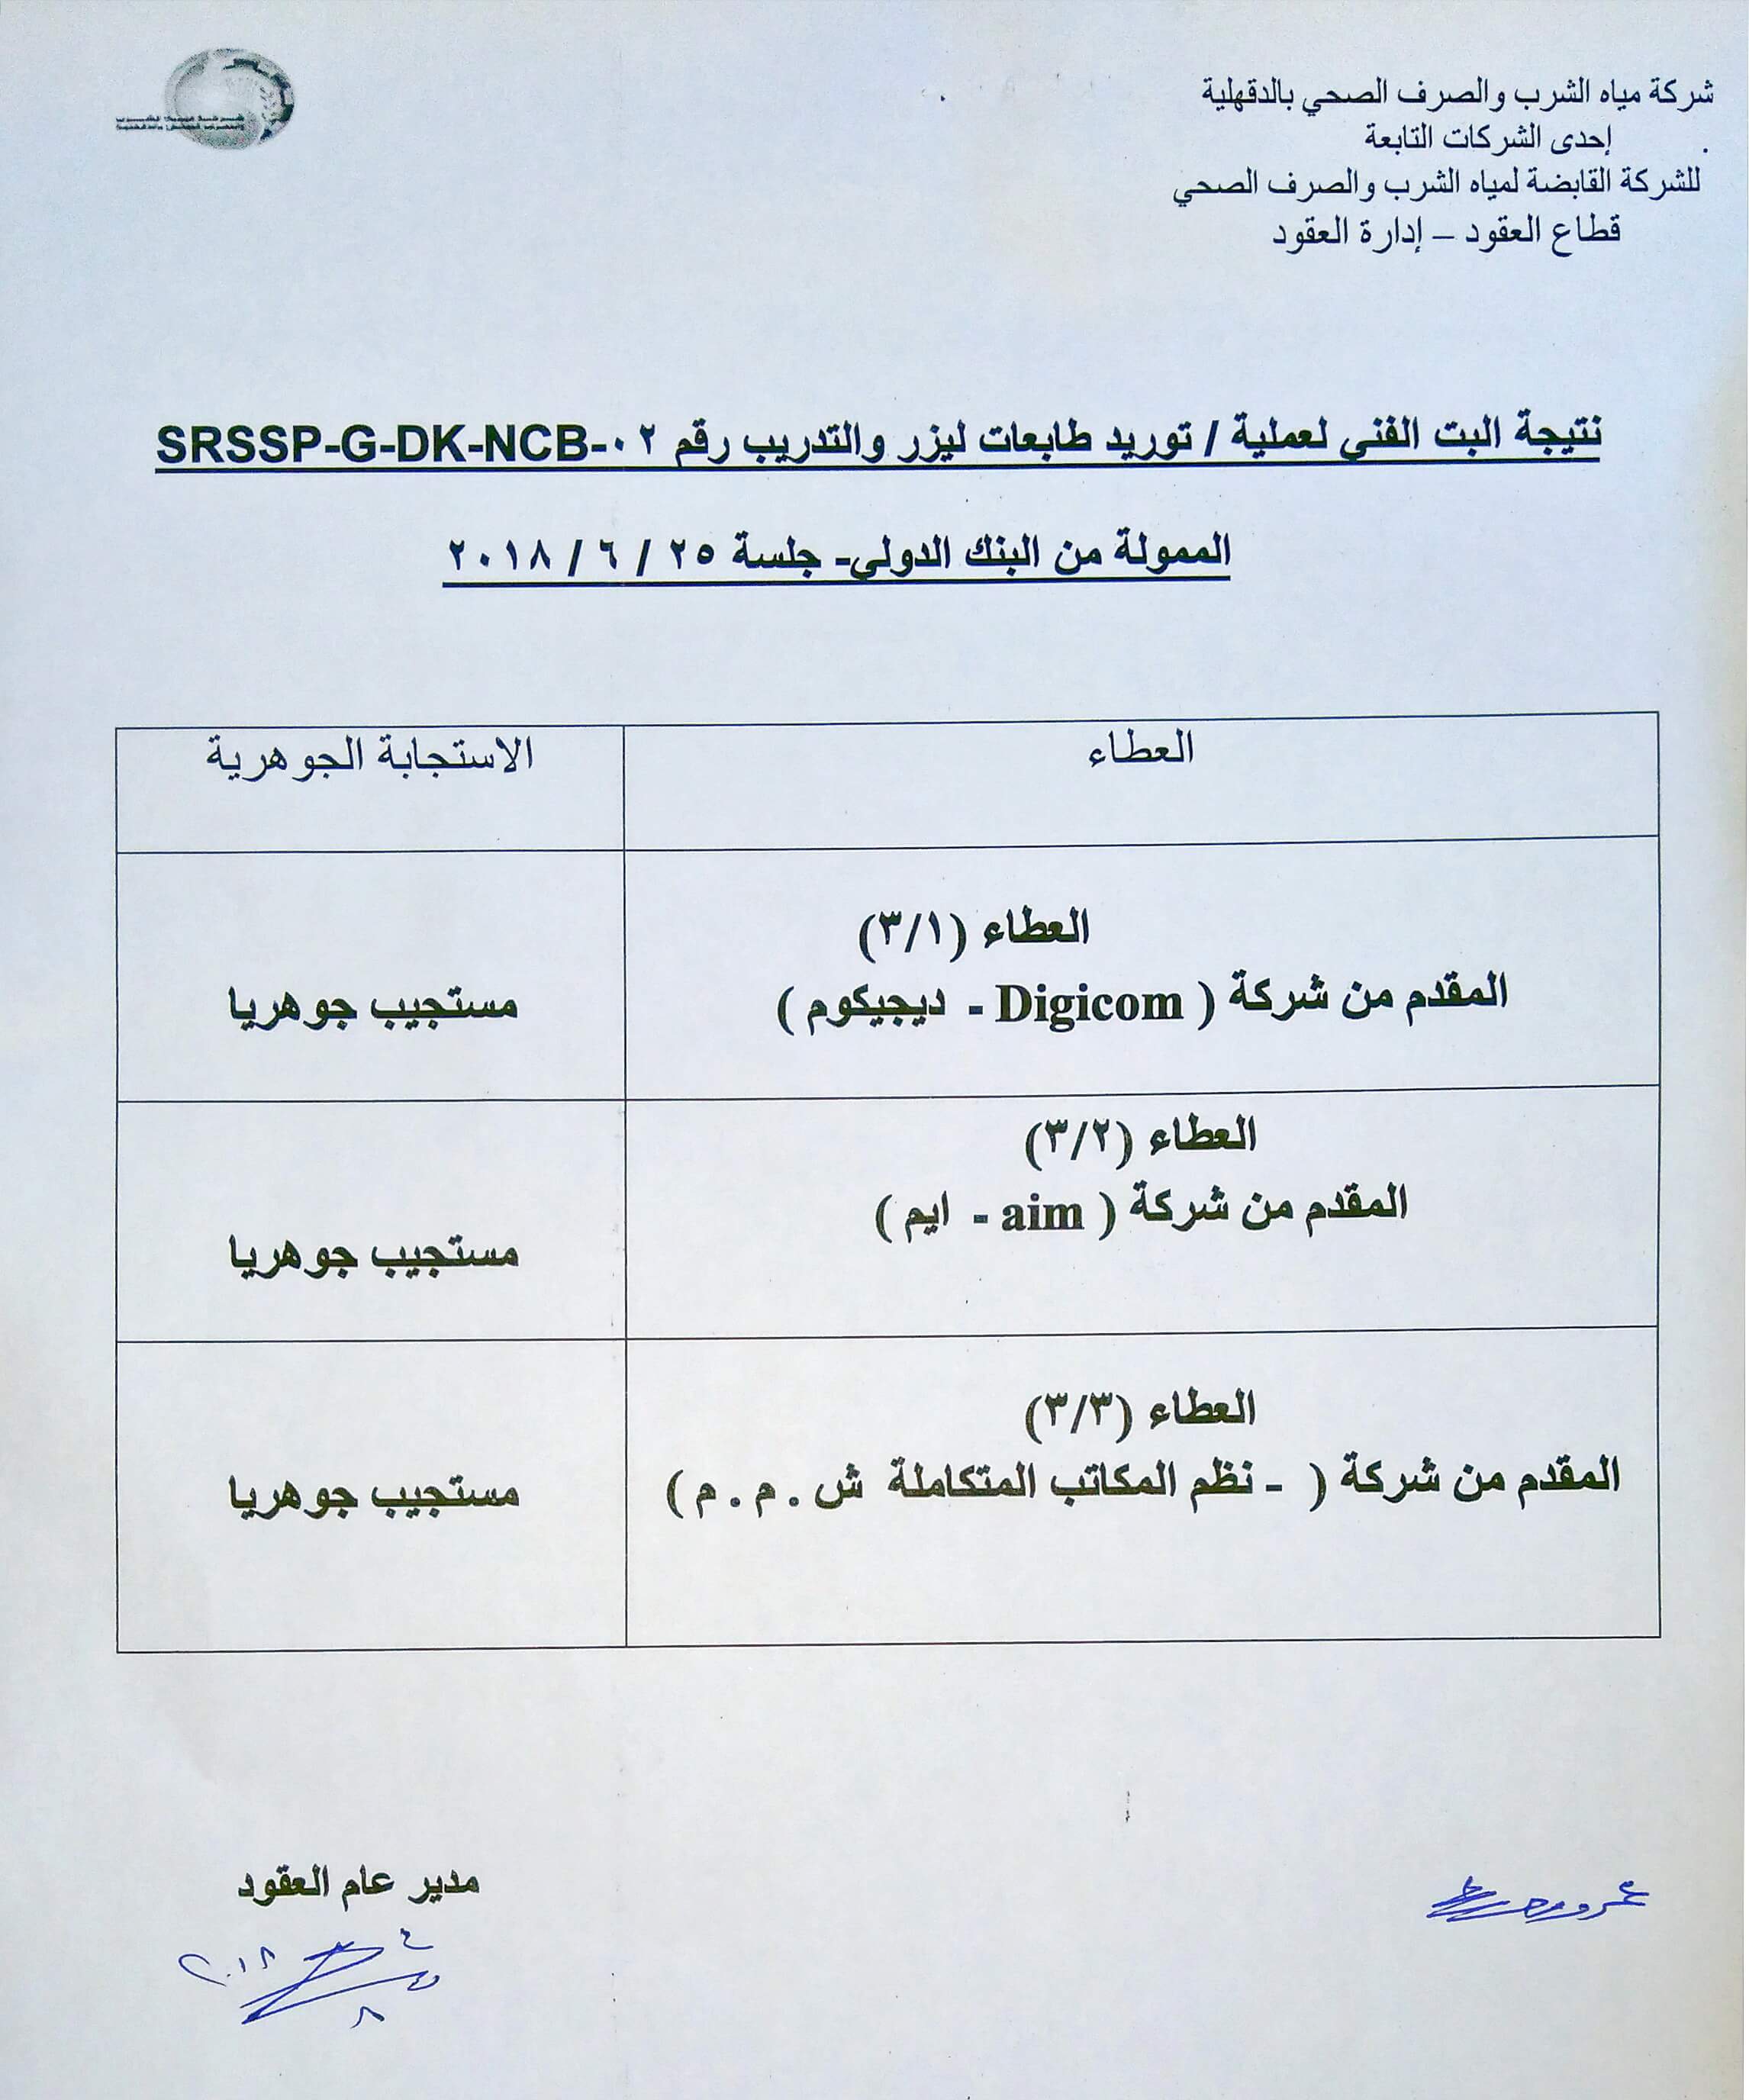 شركة مياه الشرب والصرف الصحي بالدقهلية
إحدى الشركات التابعة
للشركة القابضة لمياه الشرب والصرف الصحي
قطاع العقود – إدارة العقود
نتيجة البت الفني لعملية / توريد طابعات ليزر والتدريب رقم SRSSP-G-DK-NCB-٠٢
الممولة من البنك الدولي- جلسة ٢٥ / ٦ / ٢٠١٨
العطاء
الاستجابة الجوهرية
العطاء (٣/١)
المقدم من شركة ( Digicom - ديجيكوم )
مستجيب جوهريا
العطاء (٣/٢)
المقدم من شركة ( aim - ايم )
مستجيب جوهريا
العطاء (٣/٣)
المقدم من شركة ( - نظم المكاتب المتكاملة ش . م . م )
مستجيب جوهريا
مدير عام العقود
٢٠١٨
٨